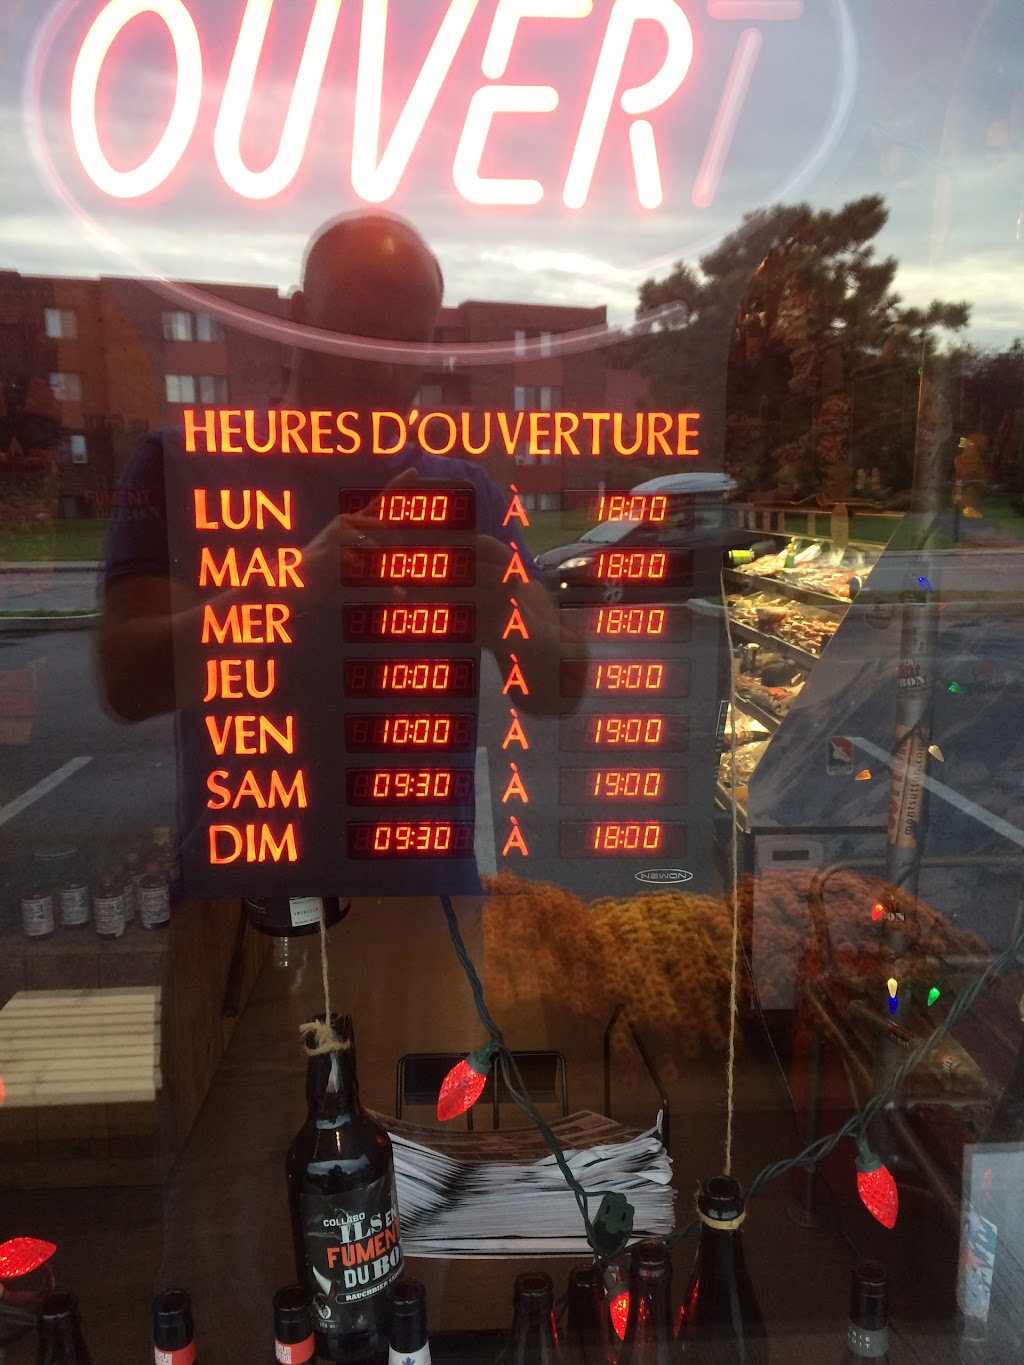 OUVERT
HEURES D'OUVERTURE
LUN 10:00 À 18:00
MAR 10:00 À 18:00
MER 10:00 À 18:00
JEU 10:00 À 19:00
VEN 10:00 À 19:00
SAM 09:30 À 19:00
DIM 09:30 À 18:00
NEWON
COLLABO
ILS EN
FUMENT
DU BON